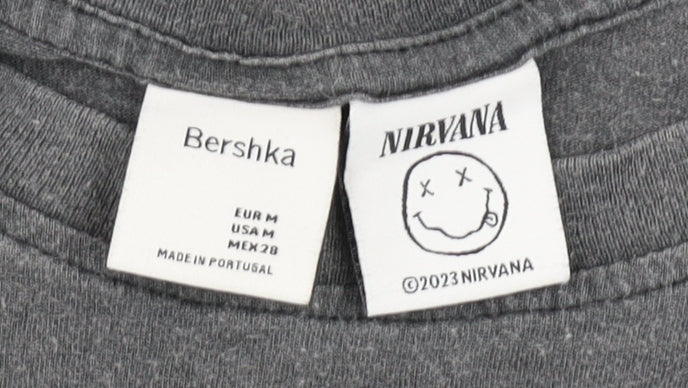 Bershka
EUR M
USA M
MEX 28
MADE IN PORTUGAL
NIRVANA
©2023 NIRVANA